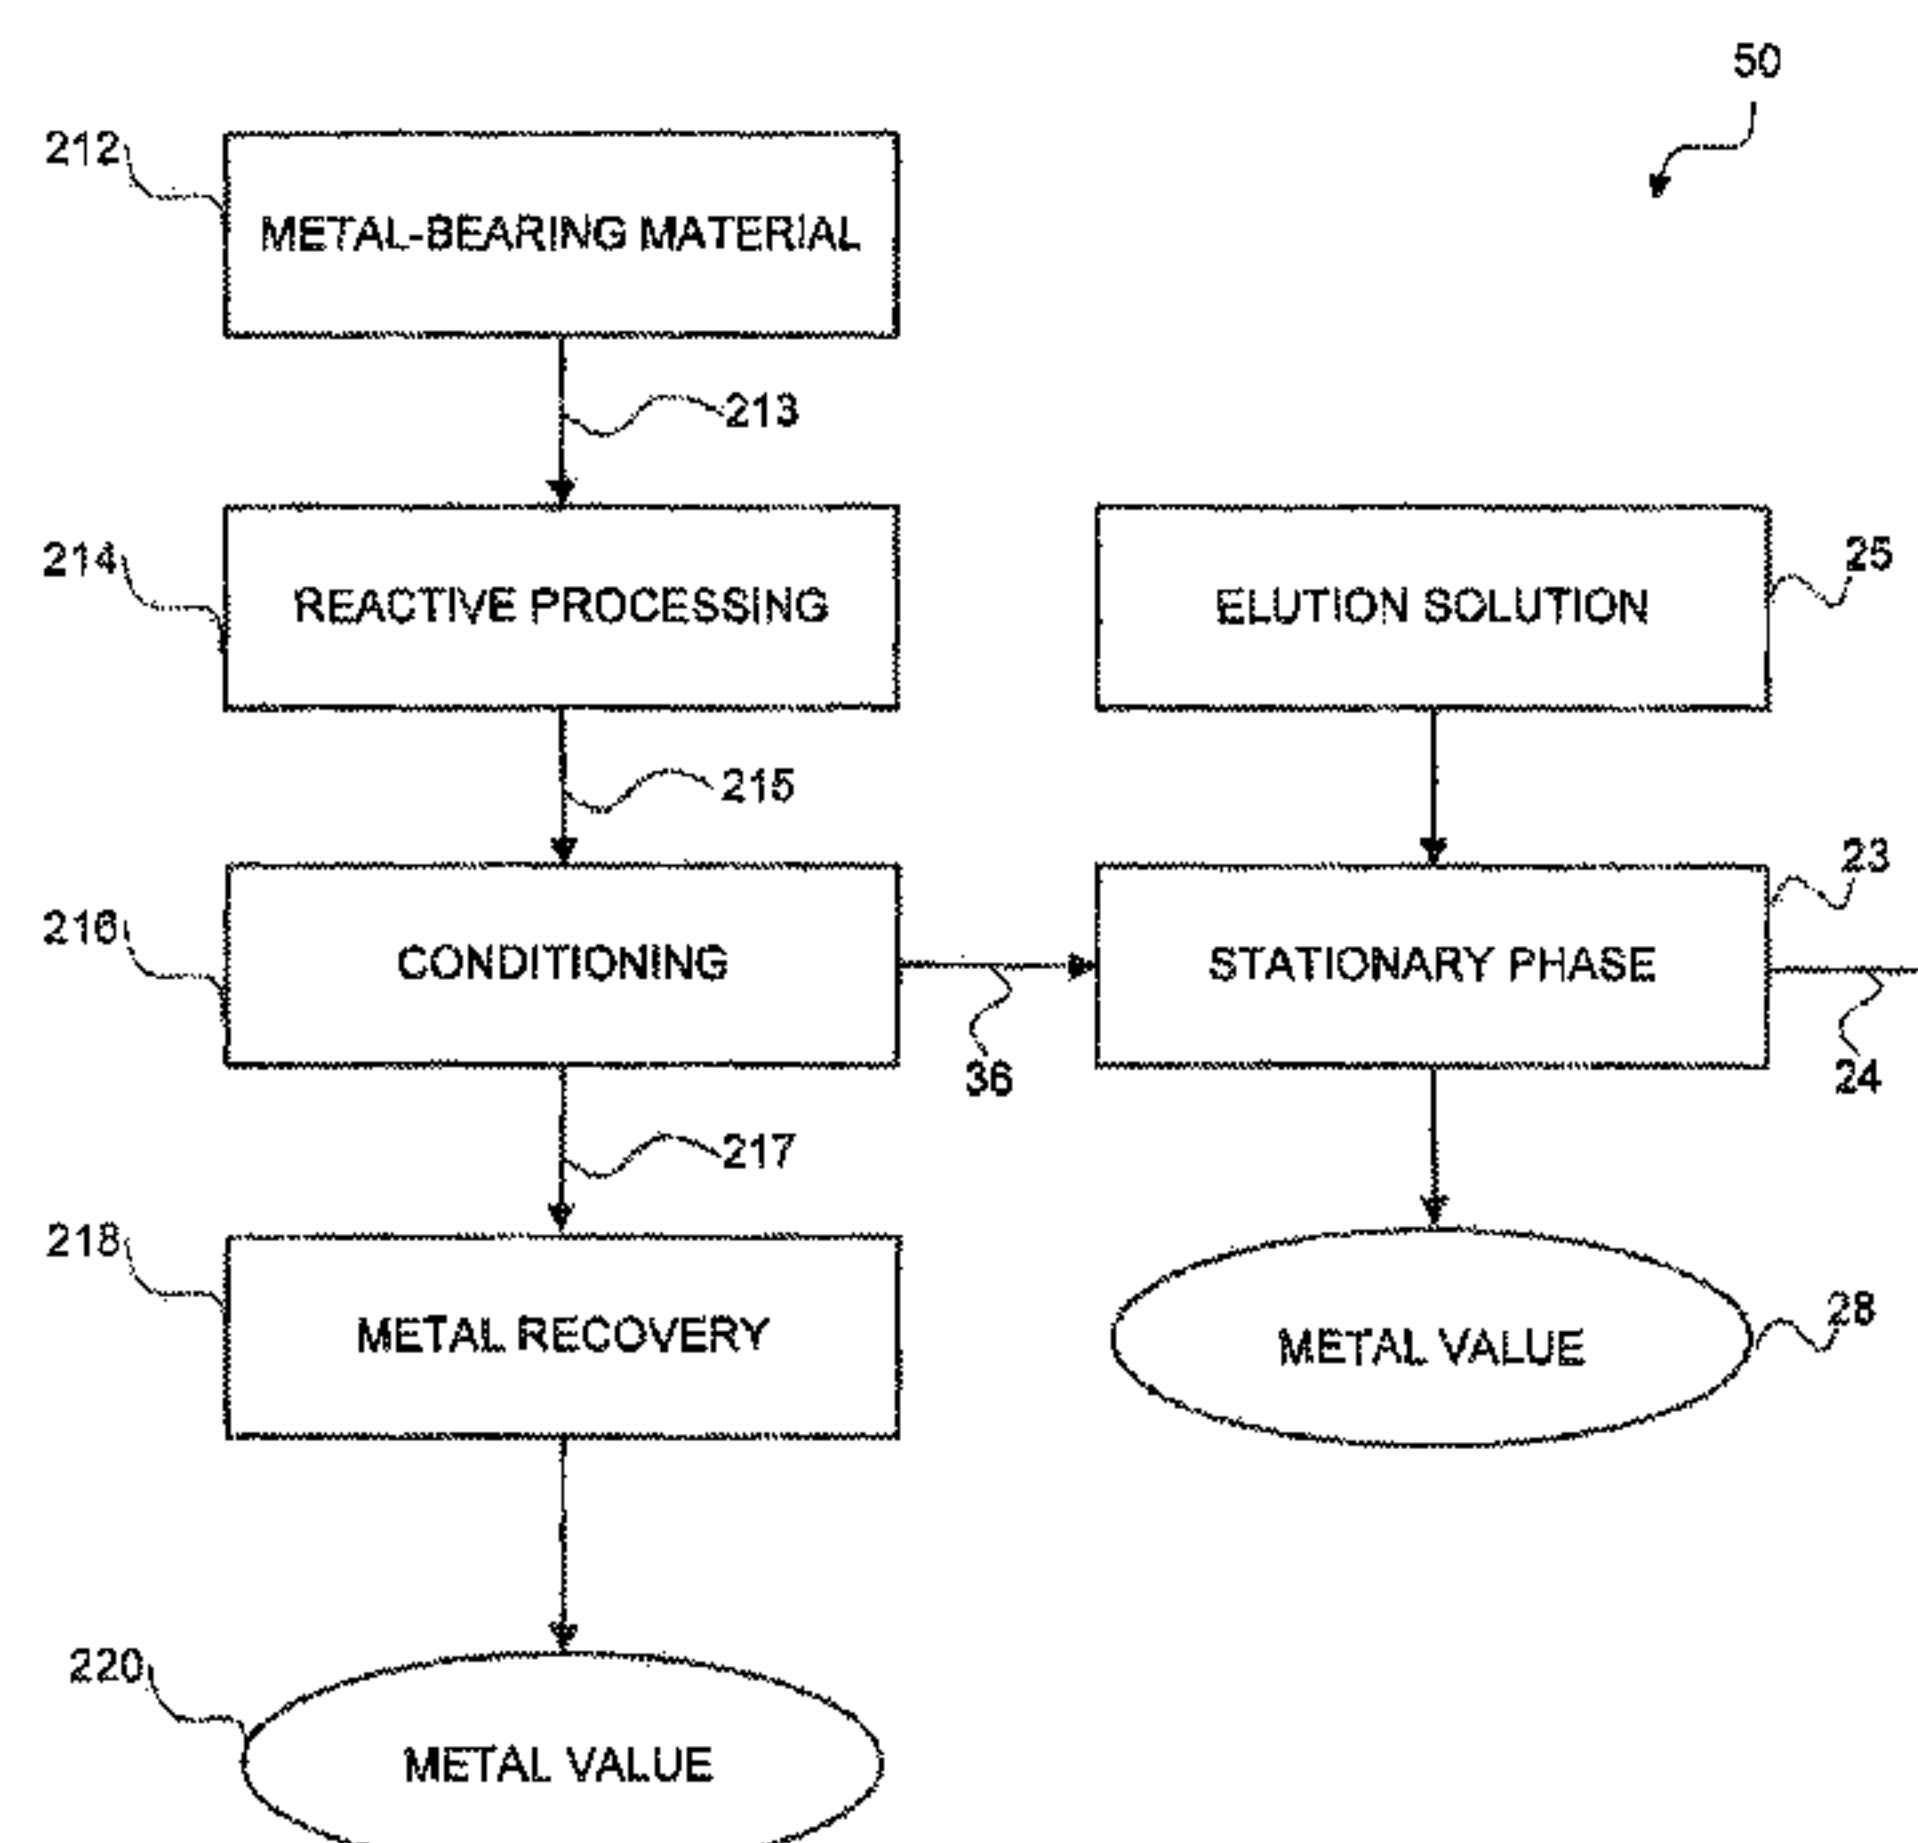 50
212
METAL-BEARING MATERIAL
213
214
REACTIVE PROCESSING
ELUTION SOLUTION
25
215
216
CONDITIONING
STATIONARY PHASE
23
36
24
217
218
METAL RECOVERY
METAL VALUE
28
220
METAL VALUE